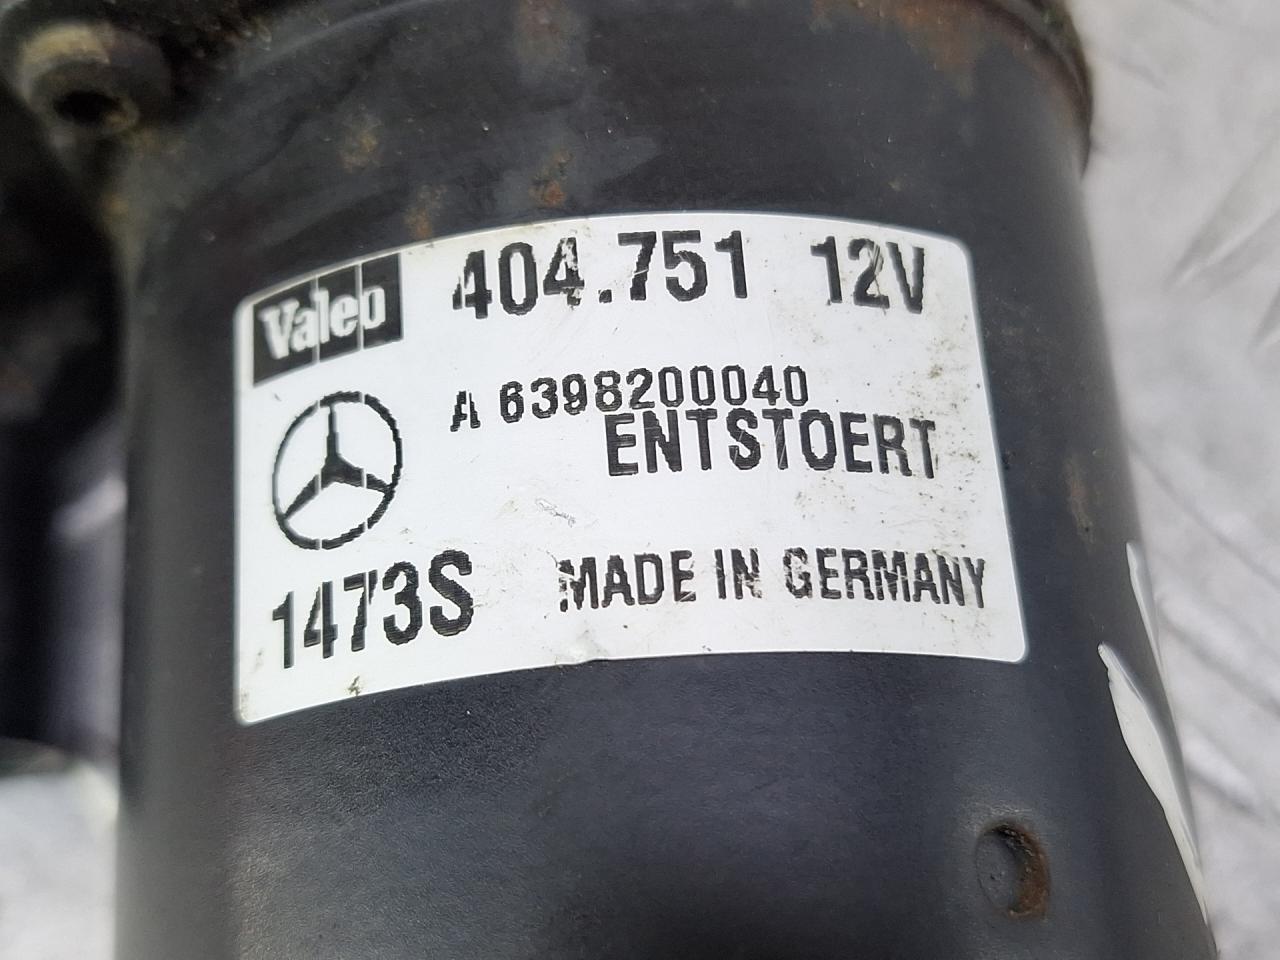 Valeo 404.751 12V
A 6398200040
ENTSTOERT
1473S MADE IN GERMANY